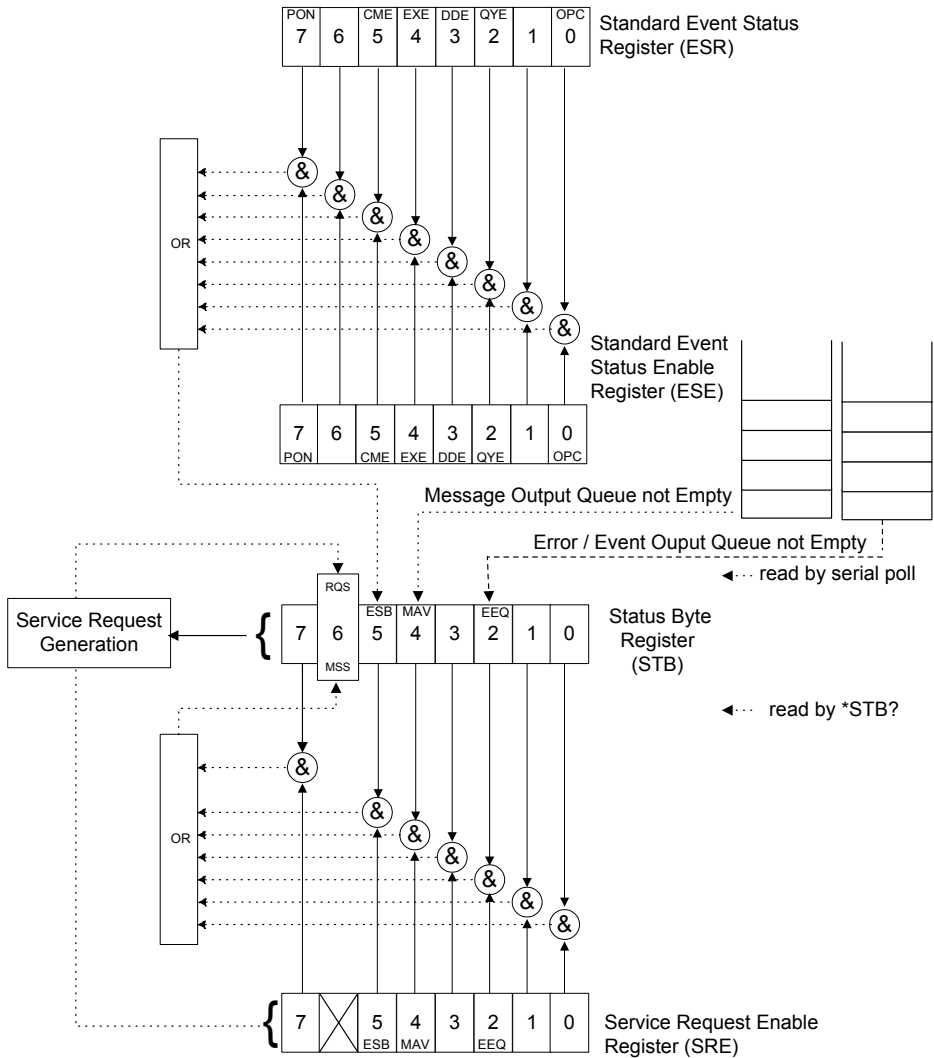 PON CME EXE DDE QYE OPC
7 6 5 4 3 2 1 0
Standard Event Status
Register (ESR)
&
&
&
&
&
&
&
&
OR
Standard Event
Status Enable
Register (ESE)
7 6 5 4 3 2 1 0
PON CME EXE DDE QYE OPC
Message Output Queue not Empty
Error / Event Ouput Queue not Empty
read by serial poll
RQS
ESB MAV EEQ
7 6 5 4 3 2 1 0
MSS
Service Request
Generation
{
Status Byte
Register
(STB)
read by *STB?
&
&
&
&
&
&
&
OR
{
7 5 4 3 2 1 0
ESB MAV EEQ
Service Request Enable
Register (SRE)